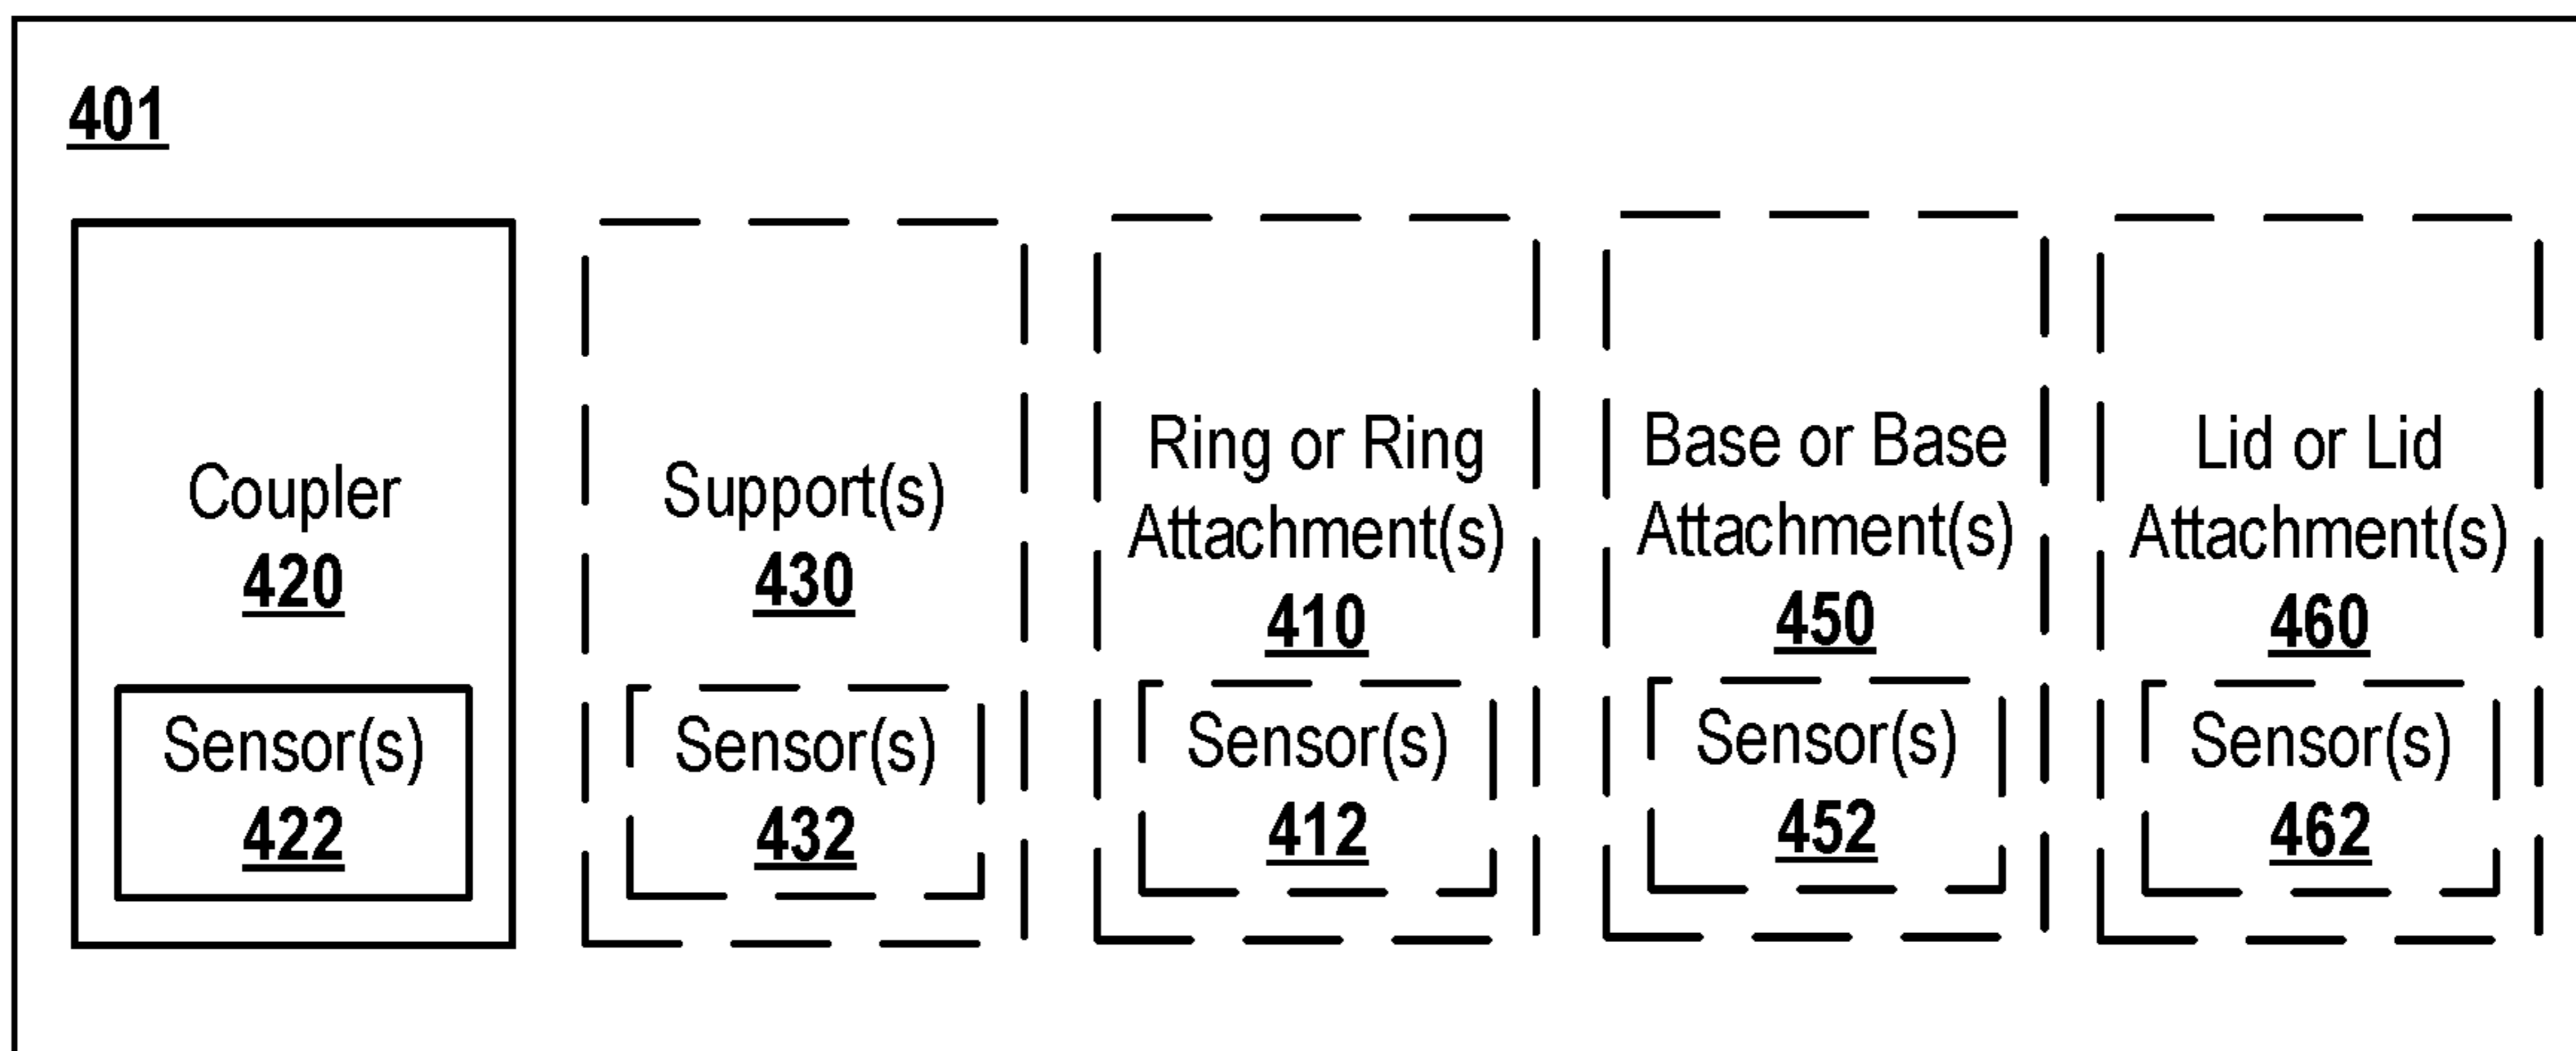 401
Coupler
420
Sensor(s)
422
Support(s)
430
Sensor(s)
432
Ring or Ring
Attachment(s)
410
Sensor(s)
412
Base or Base
Attachment(s)
450
Sensor(s)
452
Lid or Lid
Attachment(s)
460
Sensor(s)
462